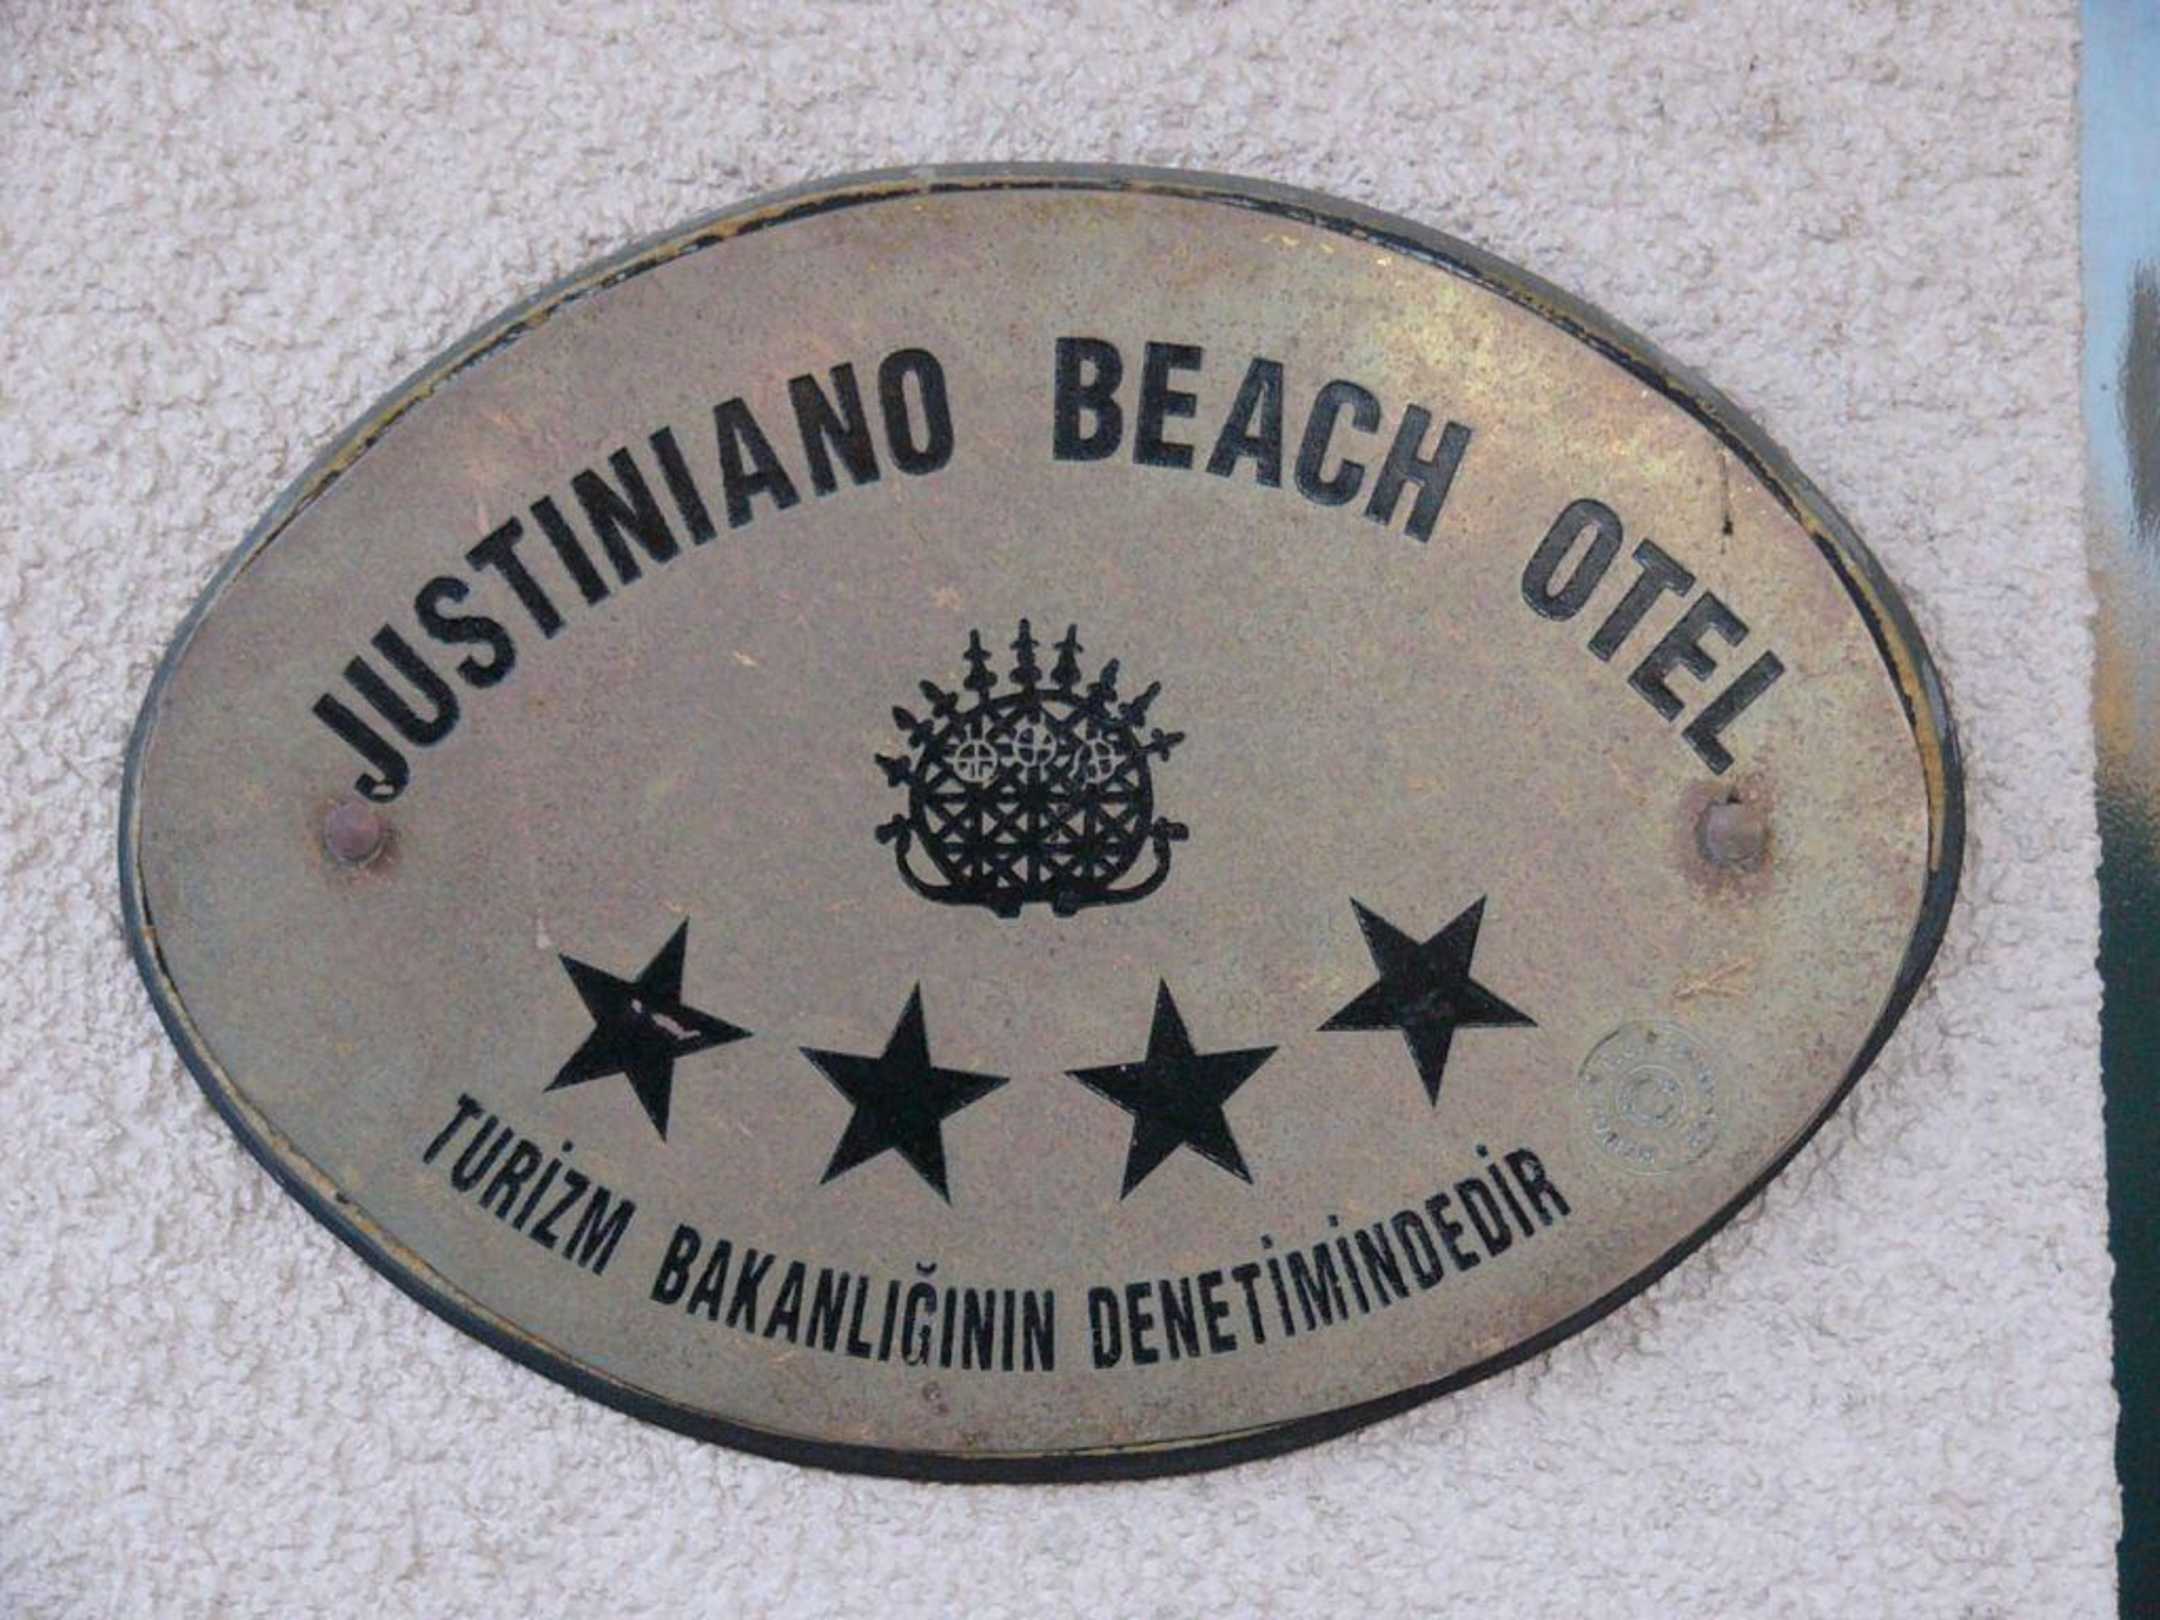 JUSTINIANO BEACH OTEL
TURİZM BAKANLIĞININ DENETİMİNDEDİR